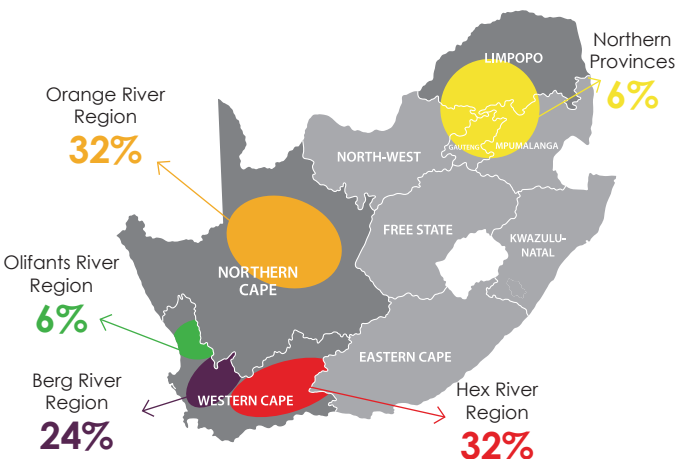 Northern
Provinces
6%
LIMPOPO
Orange River
Region
32%
NORTH-WEST
GAUTENG
MPUMALANGA
FREE STATE
KWAZULU-
NATAL
Olifants River
Region
6%
NORTHERN
CAPE
EASTERN CAPE
Berg River
Region
24%
WESTERN CAPE
Hex River
Region
32%